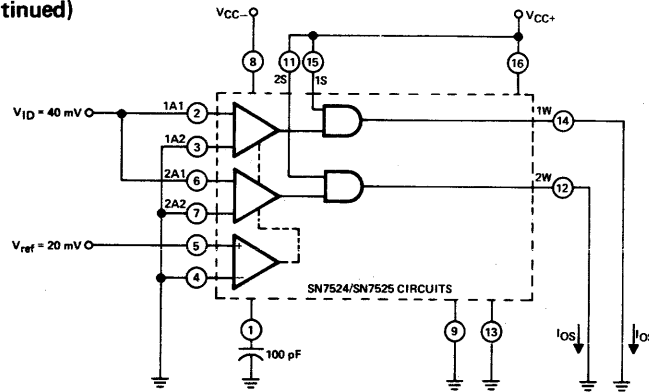 tinued)
VCC−
VCC+
8
11
15
16
2S
1S
VID = 40 mV
1A1
2
1W
14
1A2
3
2A1
6
2W
12
2A2
7
Vref = 20 mV
5
+
4
−
SN7524/SN7525 CIRCUITS
1
9
13
100 pF
IOS
IOS